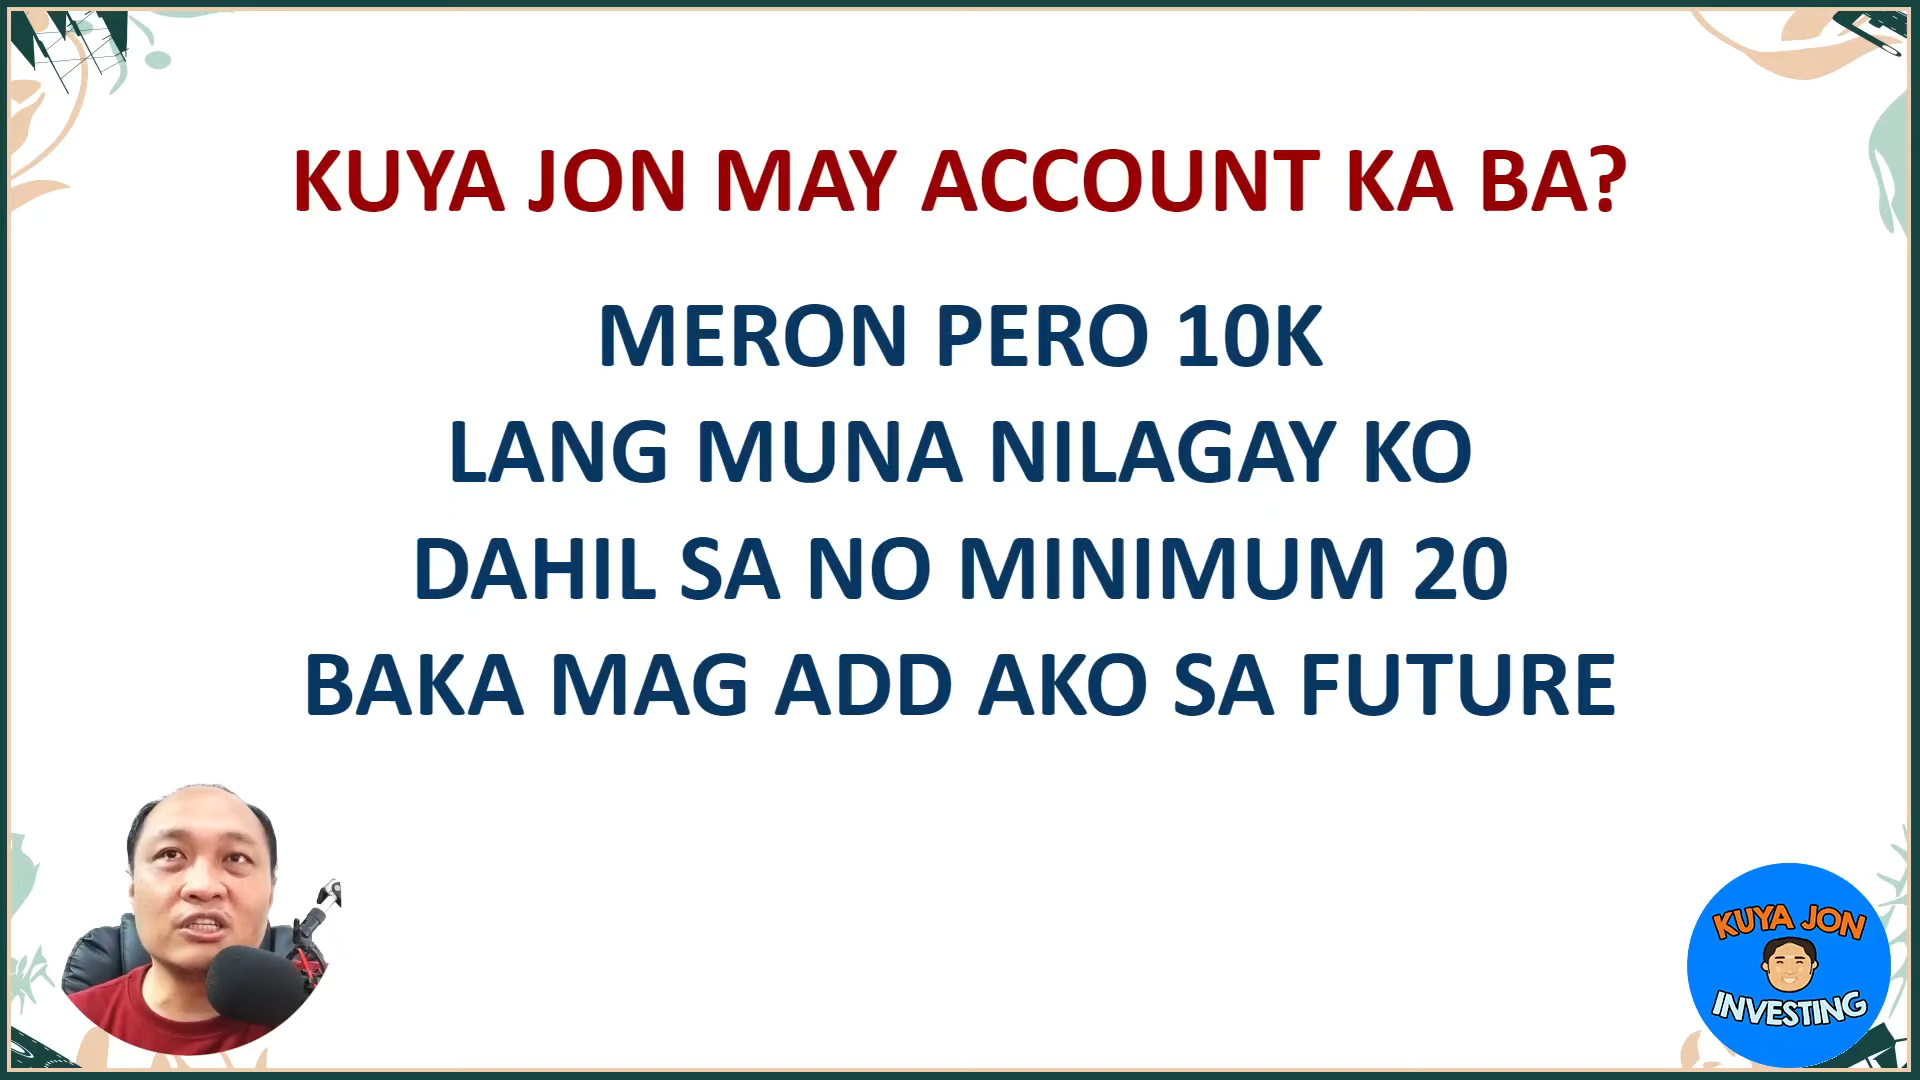 KUYA JON MAY ACCOUNT KA BA?
MERON PERO 10K
LANG MUNA NILAGAY KO
DAHIL SA NO MINIMUM 20
BAKA MAG ADD AKO SA FUTURE
KUYA JON
INVESTING